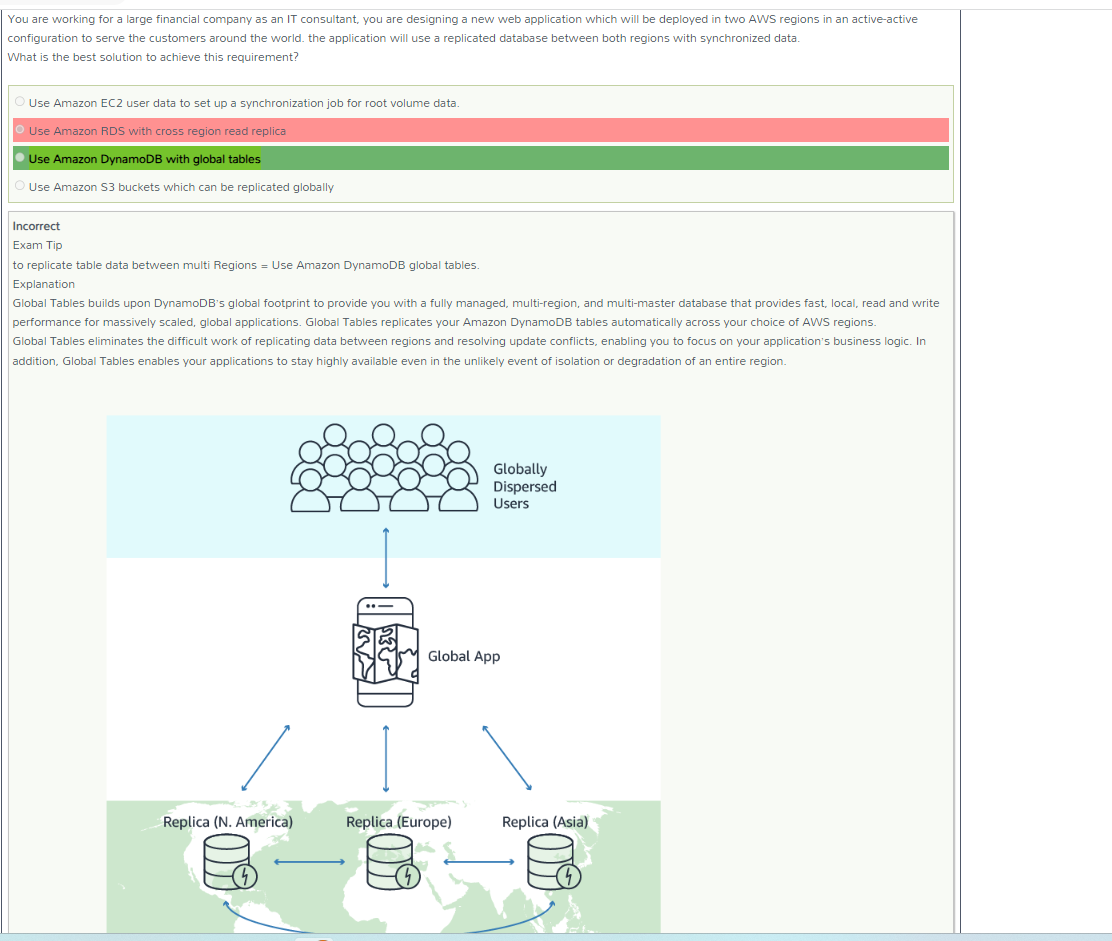 You are working for a large financial company as an IT consultant, you are designing a new web application which will be deployed in two AWS regions in an active-active
configuration to serve the customers around the world. the application will use a replicated database between both regions with synchronized data.
What is the best solution to achieve this requirement?
Use Amazon EC2 user data to set up a synchronization job for root volume data.
Use Amazon RDS with cross region read replica
Use Amazon DynamoDB with global tables
Use Amazon S3 buckets which can be replicated globally
Incorrect
Exam Tip
to replicate table data between multi Regions = Use Amazon DynamoDB global tables.
Explanation
Global Tables builds upon DynamoDB's global footprint to provide you with a fully managed, multi-region, and multi-master database that provides fast, local, read and write
performance for massively scaled, global applications. Global Tables replicates your Amazon DynamoDB tables automatically across your choice of AWS regions.
Global Tables eliminates the difficult work of replicating data between regions and resolving update conflicts, enabling you to focus on your application's business logic. In
addition, Global Tables enables your applications to stay highly available even in the unlikely event of isolation or degradation of an entire region.
Globally
Dispersed
Users
Global App
Replica (N. America)
Replica (Europe)
Replica (Asia)